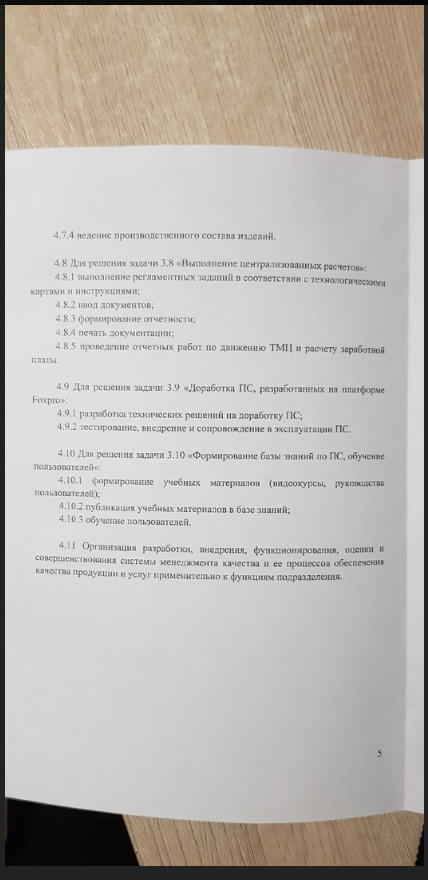 4.7.4 ведение производственного состава изделий.
4.8 Для решения задачи 3.8 «Выполнение централизованных расчетов»:
4.8.1 выполнение регламентных заданий в соответствии с технологическими
картами и инструкциями;
4.8.2 ввод документов;
4.8.3 формирование отчетности;
4.8.4 печать документации;
4.8.5 проведение отчетных работ по движению ТМЦ и расчету заработной
платы.
4.9 Для решения задачи 3.9 «Доработка ПС, разработанных на платформе
Foxpro»:
4.9.1 разработка технических решений на доработку ПС;
4.9.2 тестирование, внедрение и сопровождение в эксплуатации ПС.
4.10 Для решения задачи 3.10 «Формирование базы знаний по ПС, обучение
пользователей»:
4.10.1 формирование учебных материалов (видеокурсы, руководства
пользователей);
4.10.2 публикация учебных материалов в базе знаний;
4.10.3 обучение пользователей.
4.11 Организация разработки, внедрения, функционирования, оценки и
совершенствования системы менеджмента качества и ее процессов обеспечения
качества продукции и услуг применительно к функциям подразделения.
5